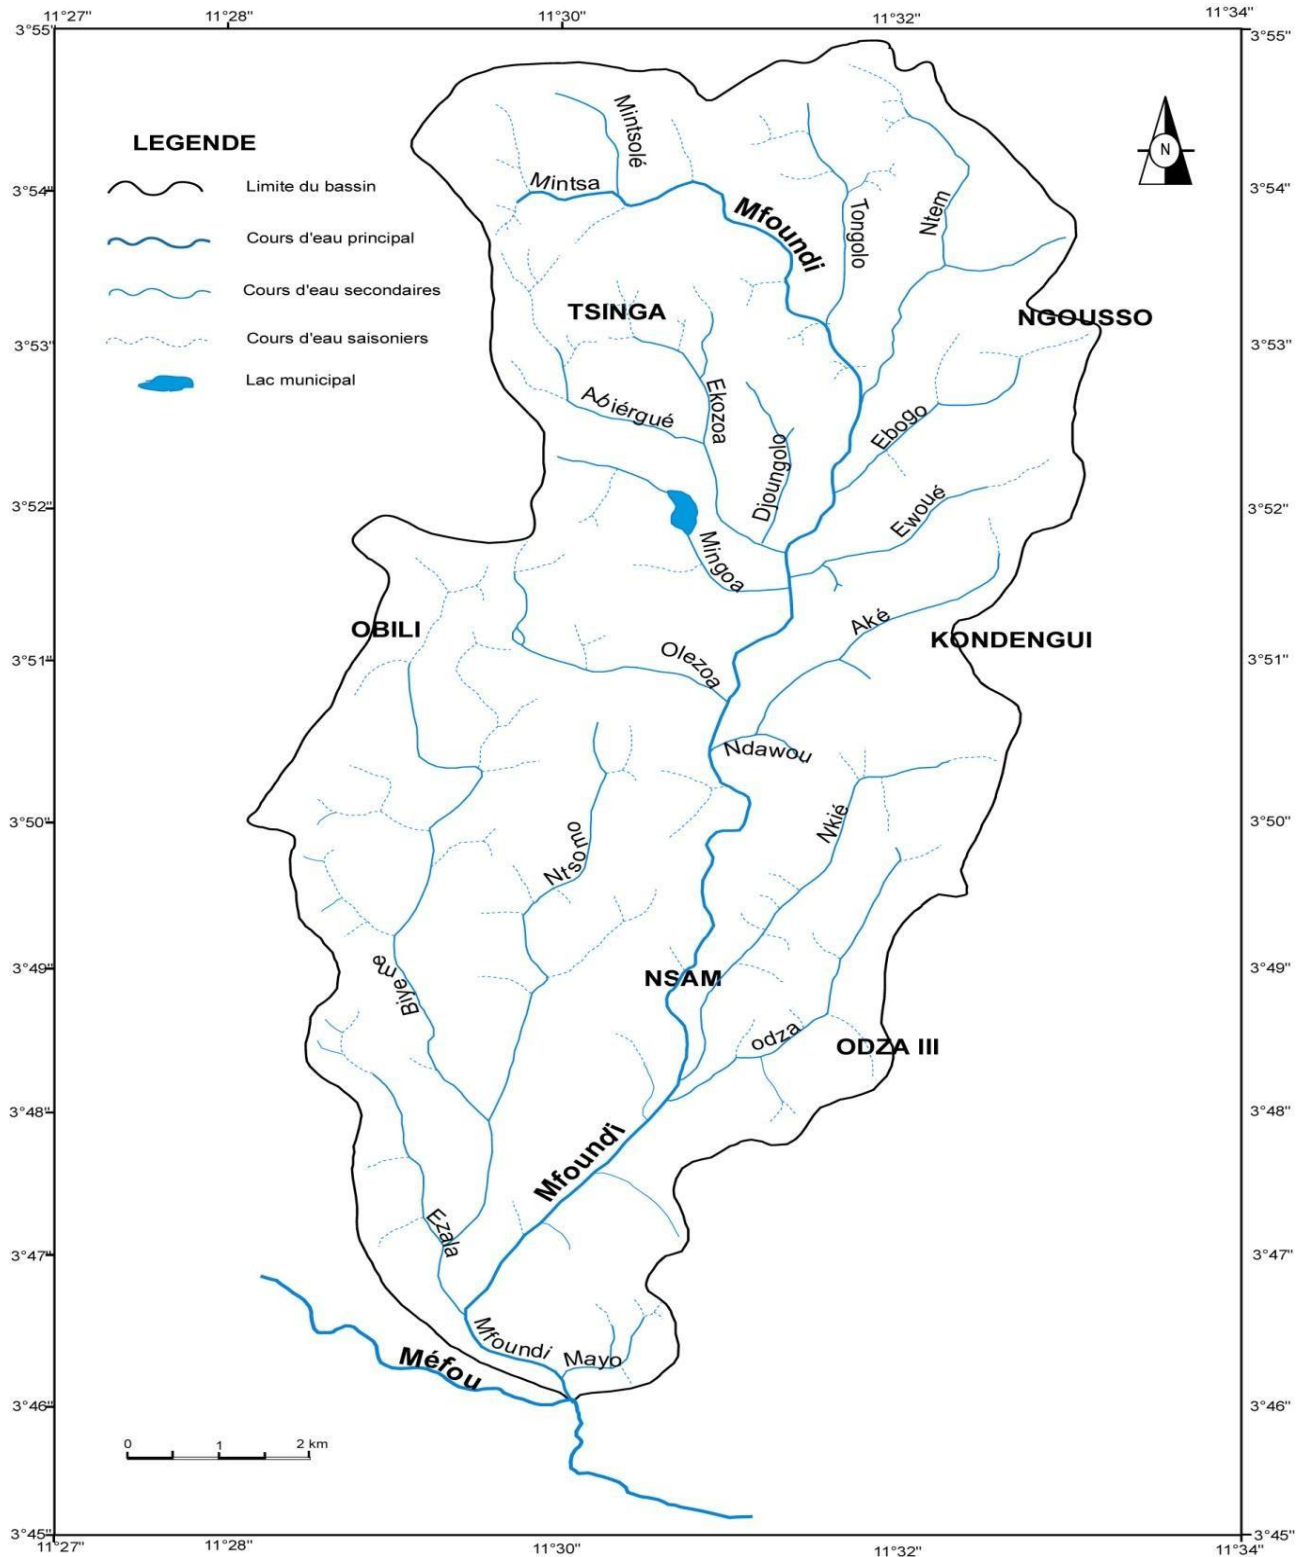 11°27" 11°28" 11°30" 11°32" 11°34"
3°55" 3°55"
Mintsolé
LEGENDE
N
Limite du bassin
Mintsa
3°54" 3°54"
Mfoundi
Tongolo
Ntem
Cours d'eau principal
Cours d'eau secondaires
TSINGA
NGOUSSO
Cours d'eau saisoniers
3°53" 3°53"
Lac municipal
Abiérgué
Ekozoa
Djoungolo
Ebogo
3°52" 3°52"
Ewoué
Mingoa
OBILI
Aké
KONDENGUI
3°51" 3°51"
Olezoa
Ndawou
3°50" 3°50"
Nkié
Ntsomo
3°49" 3°49"
Biyeme
NSAM
odza
ODZA III
3°48" 3°48"
Mfoundi
Ezala
3°47" 3°47"
Mfoundi
Mayo
Méfou
3°46" 3°46"
0 1 2 km
3°45" 3°45"
11°27" 11°28" 11°30" 11°32" 11°34"